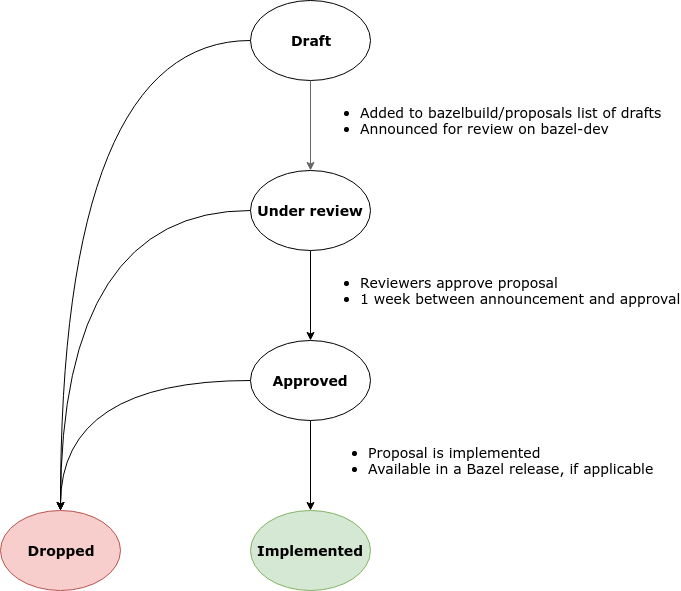 Draft
• Added to bazelbuild/proposals list of drafts
• Announced for review on bazel-dev
Under review
• Reviewers approve proposal
• 1 week between announcement and approval
Approved
• Proposal is implemented
• Available in a Bazel release, if applicable
Dropped
Implemented